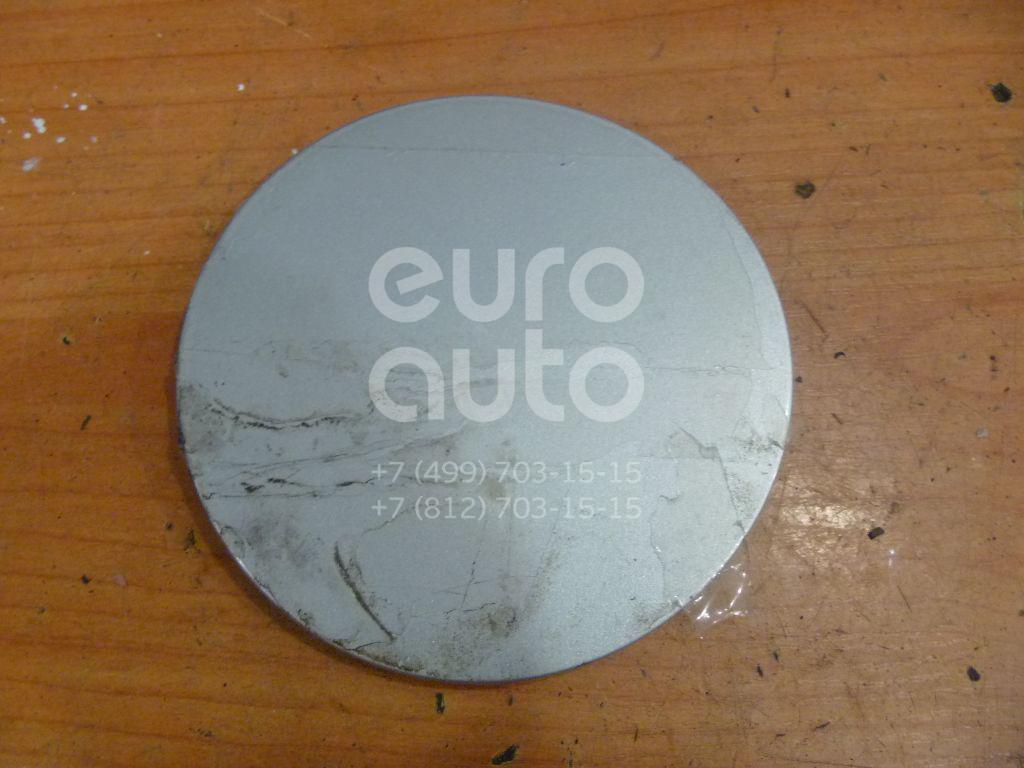 euro
auto
+7 (499) 703-15-15
+7 (812) 703-15-15